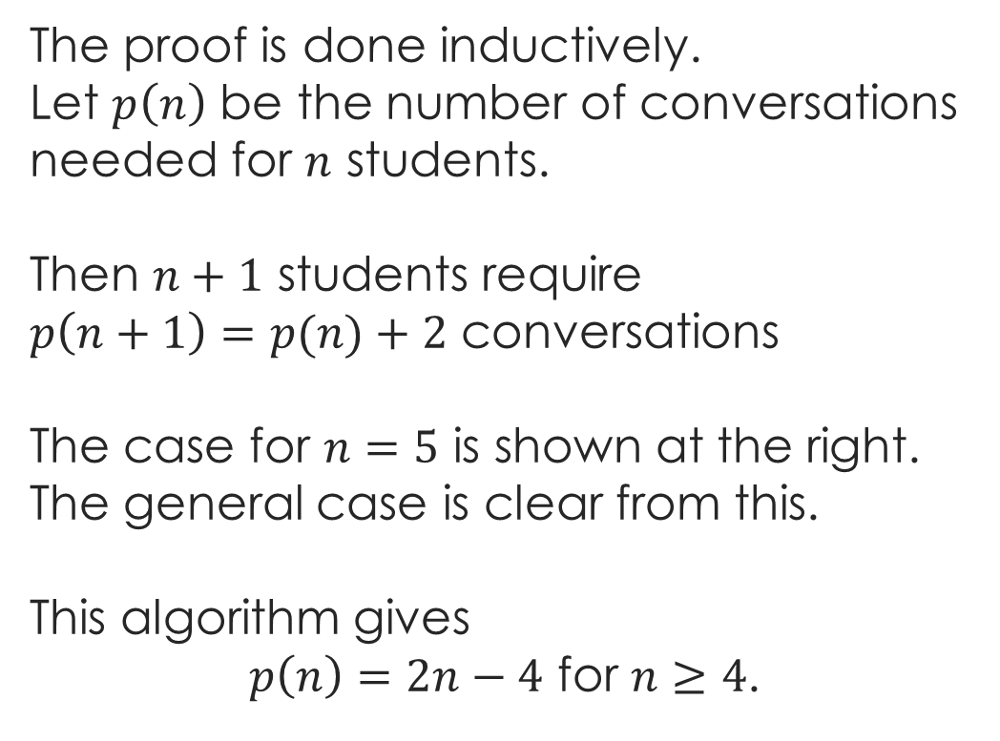 The proof is done inductively.
Let p(n) be the number of conversations
needed for n students.
Then n + 1 students require
p(n + 1) = p(n) + 2 conversations
The case for n = 5 is shown at the right.
The general case is clear from this.
This algorithm gives
p(n) = 2n − 4 for n ≥ 4.